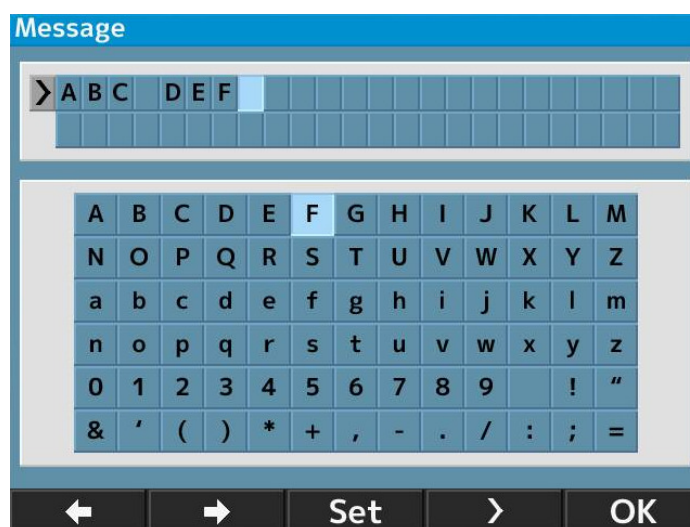 Message
> ABC DEF
A B C D E F G H I J K L M
N O P Q R S T U V W X Y Z
a b c d e f g h i j k l m
n o p q r s t u v w x y z
0 1 2 3 4 5 6 7 8 9 ! "
& ' ( ) * + , - . / : ; =
← → Set > OK